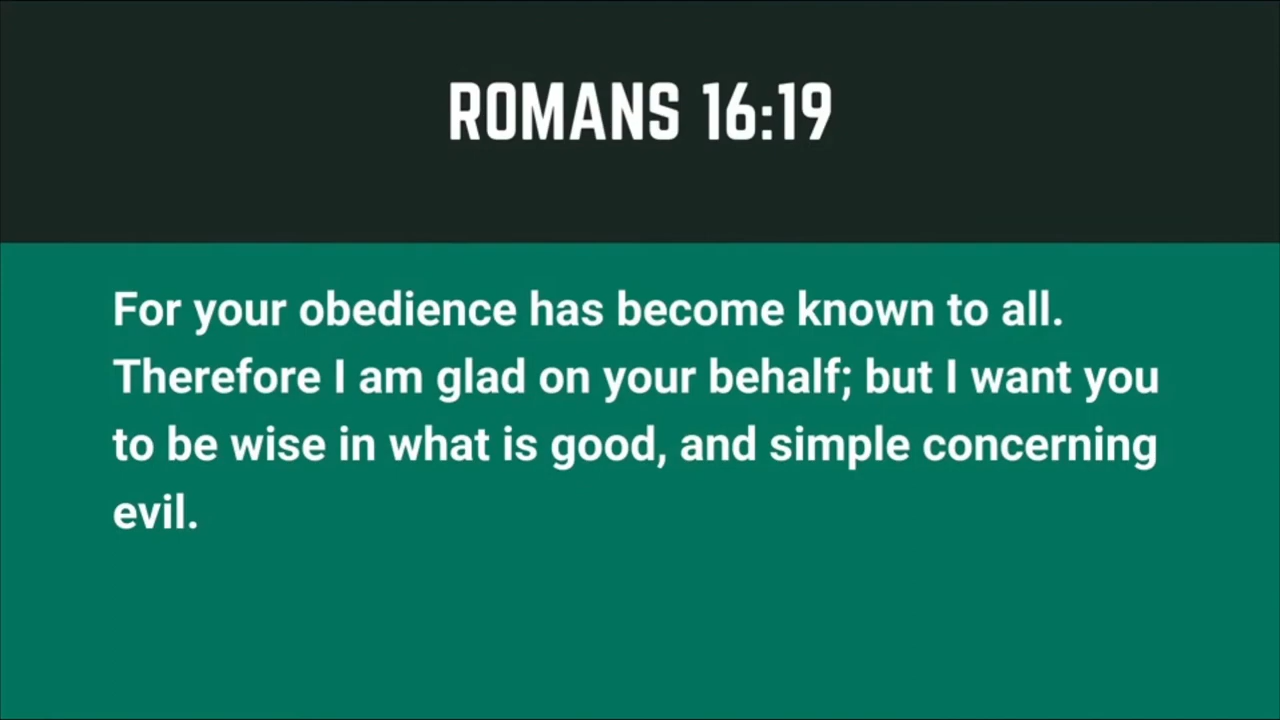 ROMANS 16:19
For your obedience has become known to all.
Therefore I am glad on your behalf; but I want you
to be wise in what is good, and simple concerning
evil.